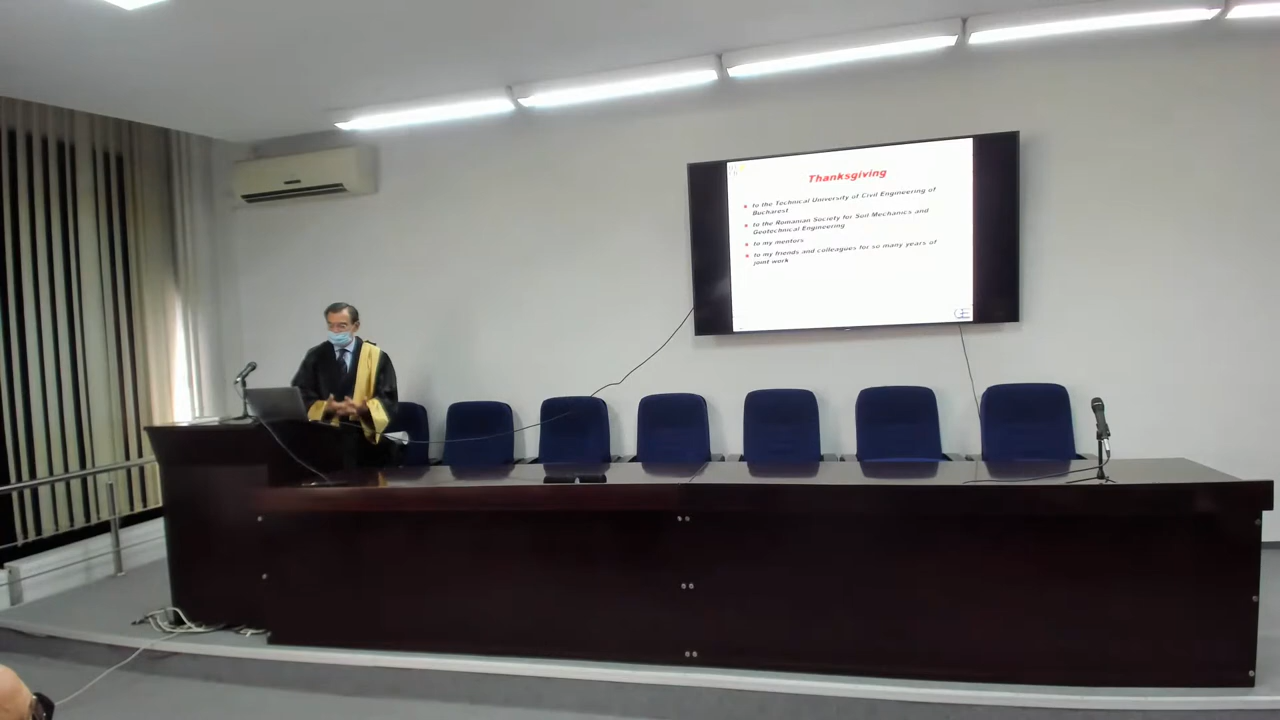 Thanksgiving
to the Technical University of Civil Engineering of
Bucharest
to the Romanian Society for Soil Mechanics and
Geotechnical Engineering
to my mentors
to my friends and colleagues for so many years of
joint work